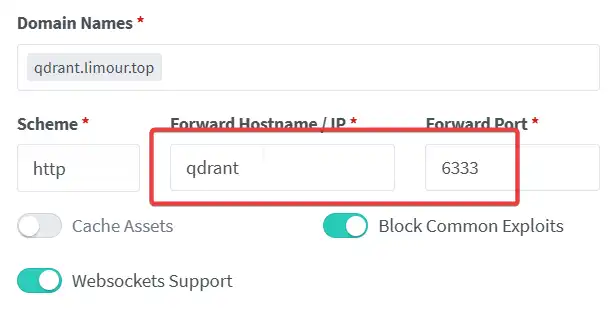 Domain Names *
qdrant.limour.top
Scheme * Forward Hostname / IP * Forward Port *
http qdrant 6333
Cache Assets Block Common Exploits
Websockets Support